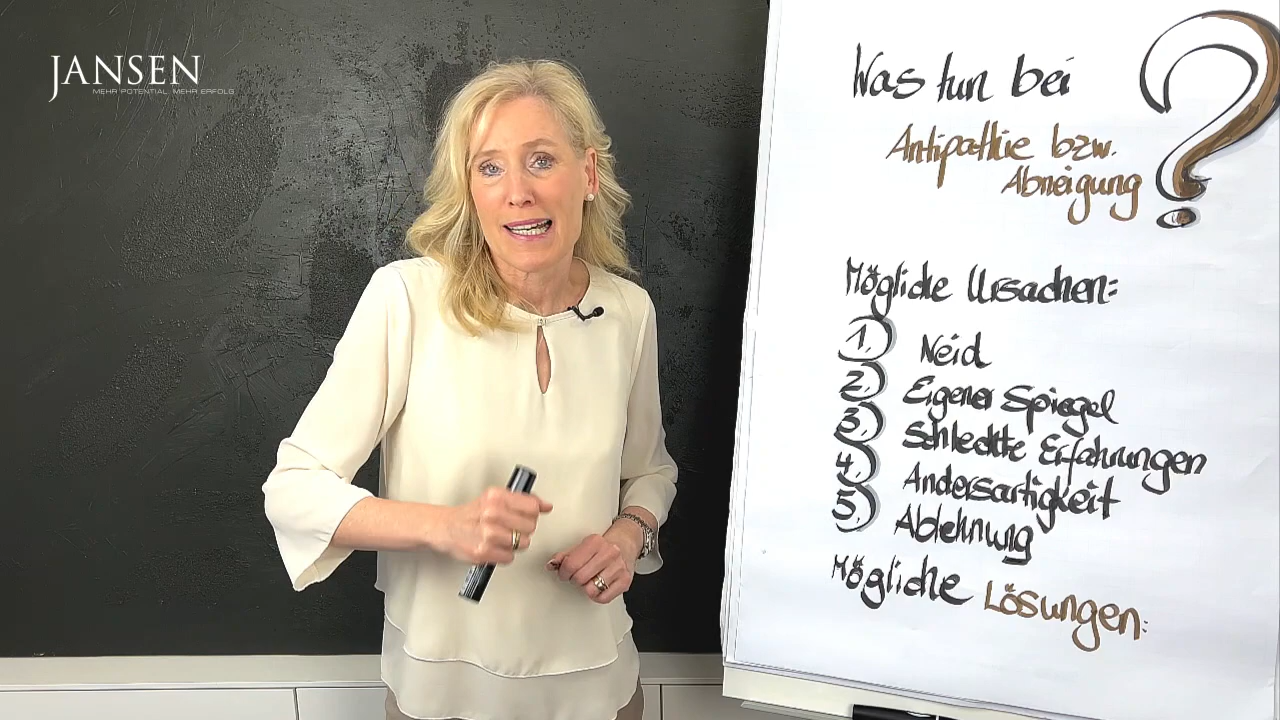 JANSEN
MEHR POTENTIAL. MEHR ERFOLG
Was tun bei
Antipathie bzw.
Abneigung
?
Mögliche Ursachen:
1. Neid
2. Eigener Spiegel
3. Schlechte Erfahrungen
4. Andersartigkeit
5. Ablehnung
Mögliche Lösungen: